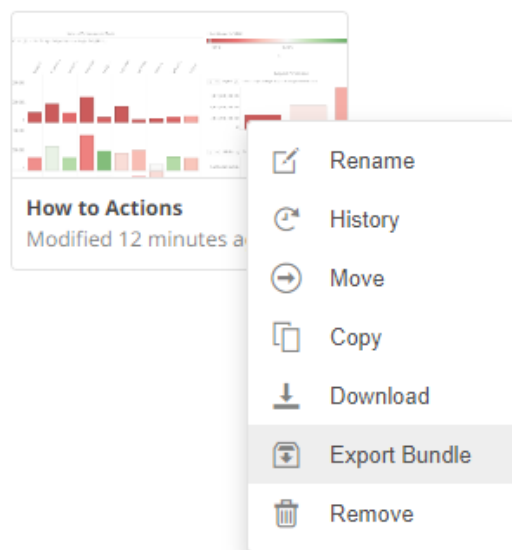 How to Actions
Modified 12 minutes a
Rename
History
Move
Copy
Download
Export Bundle
Remove